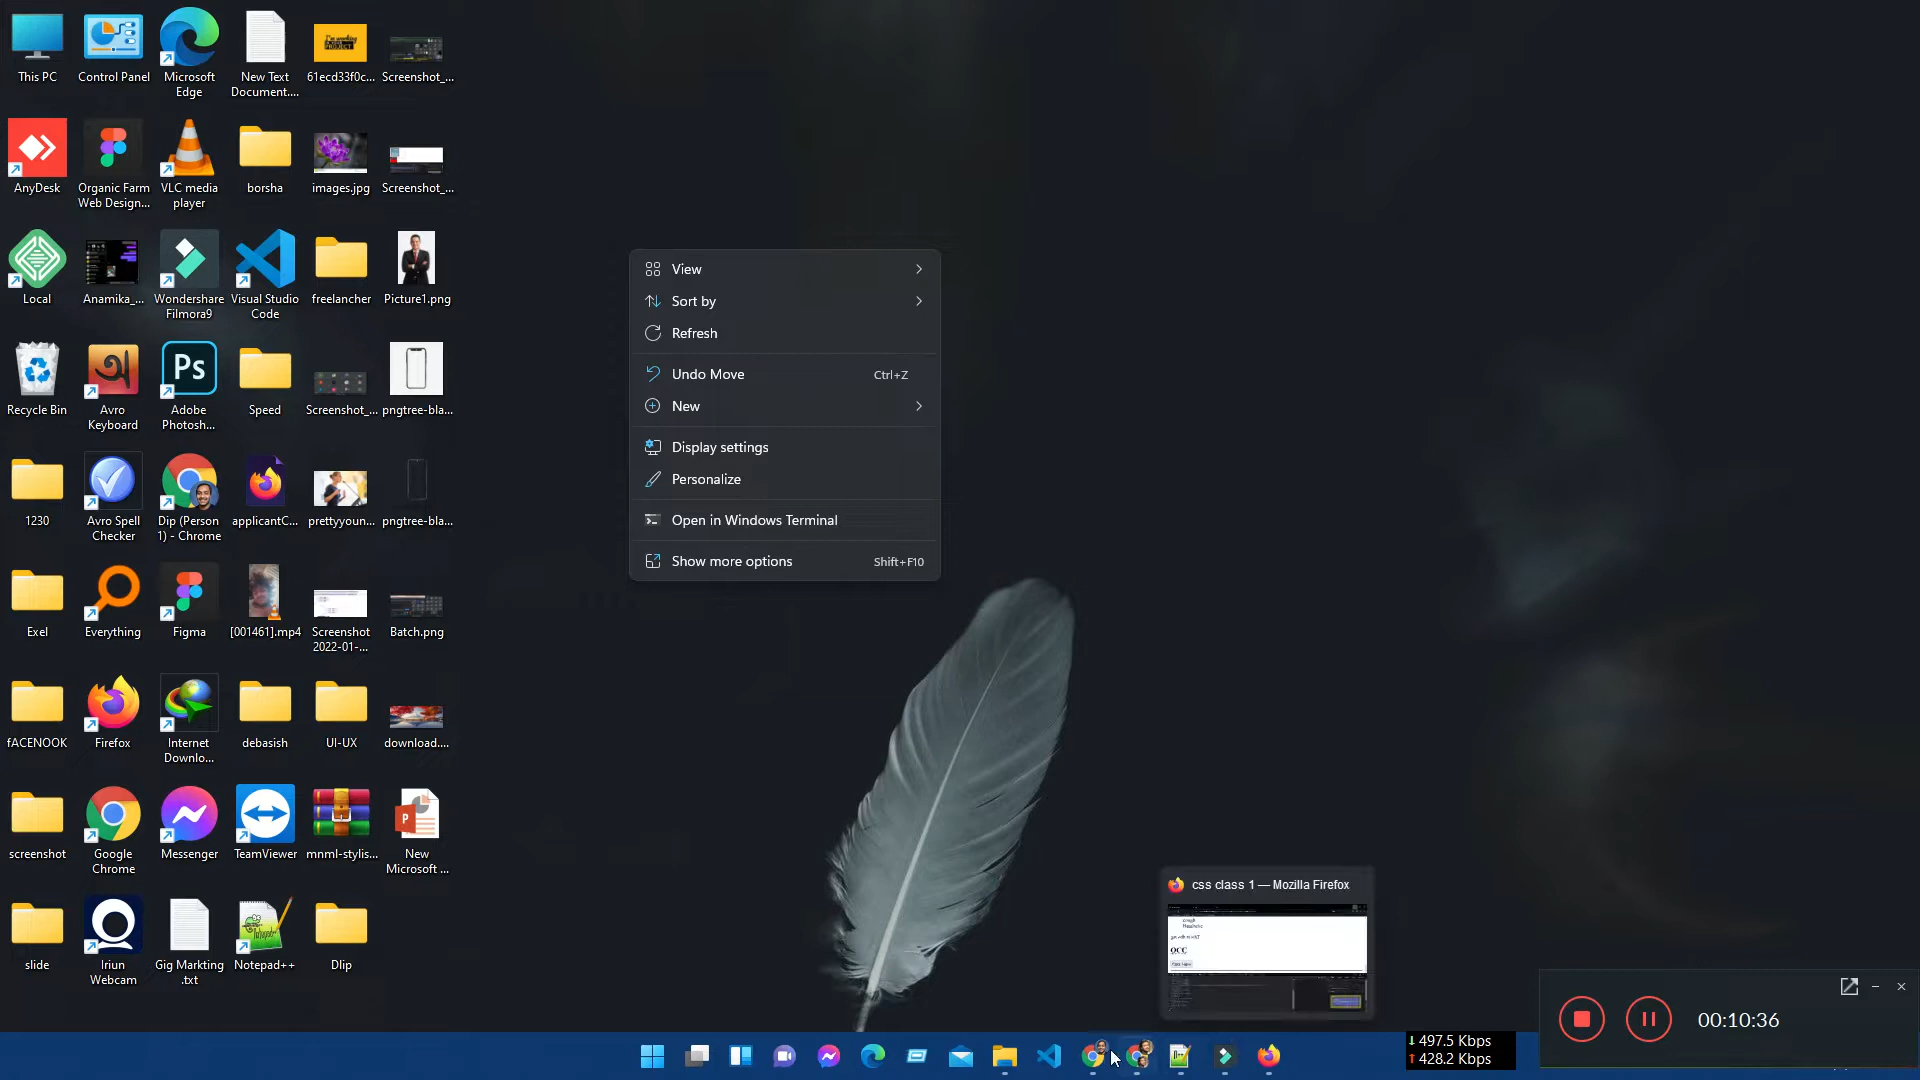 This PC
Control Panel
Microsoft
Edge
New Text
Document....
61ecd33f0c...
Screenshot_...
AnyDesk
Organic Farm
Web Design...
VLC media
player
borsha
images.jpg
Screenshot_...
Local
Anamika_...
Wondershare
Filmora9
Visual Studio
Code
freelancher
Picture1.png
Recycle Bin
Avro
Keyboard
Adobe
Photosh...
Speed
Screenshot_...
pngtree-bla...
1230
Avro Spell
Checker
Dip (Person
1) - Chrome
applicantC...
prettyyoun...
pngtree-bla...
Exel
Everything
Figma
[001461].mp4
Screenshot
2022-01-...
Batch.png
fACENOOK
Firefox
Internet
Downlo...
debasish
UI-UX
download....
screenshot
Google
Chrome
Messenger
TeamViewer
mnml-stylis...
New
Microsoft ...
slide
Iriun
Webcam
Gig Markting
.txt
Notepad++
Dlip
View
Sort by
Refresh
Undo Move Ctrl+Z
New
Display settings
Personalize
Open in Windows Terminal
Show more options Shift+F10
css class 1 — Mozilla Firefox
00:10:36
↓ 497.5 Kbps
↑ 428.2 Kbps